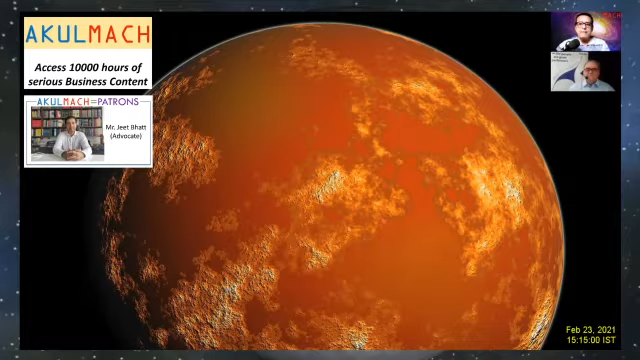 AKULMACH
Access 10000 hours of
serious Business Content
AKULMACH=PATRONS
Mr. Jeet Bhatt
(Advocate)
Feb 23, 2021
15:15:00 IST